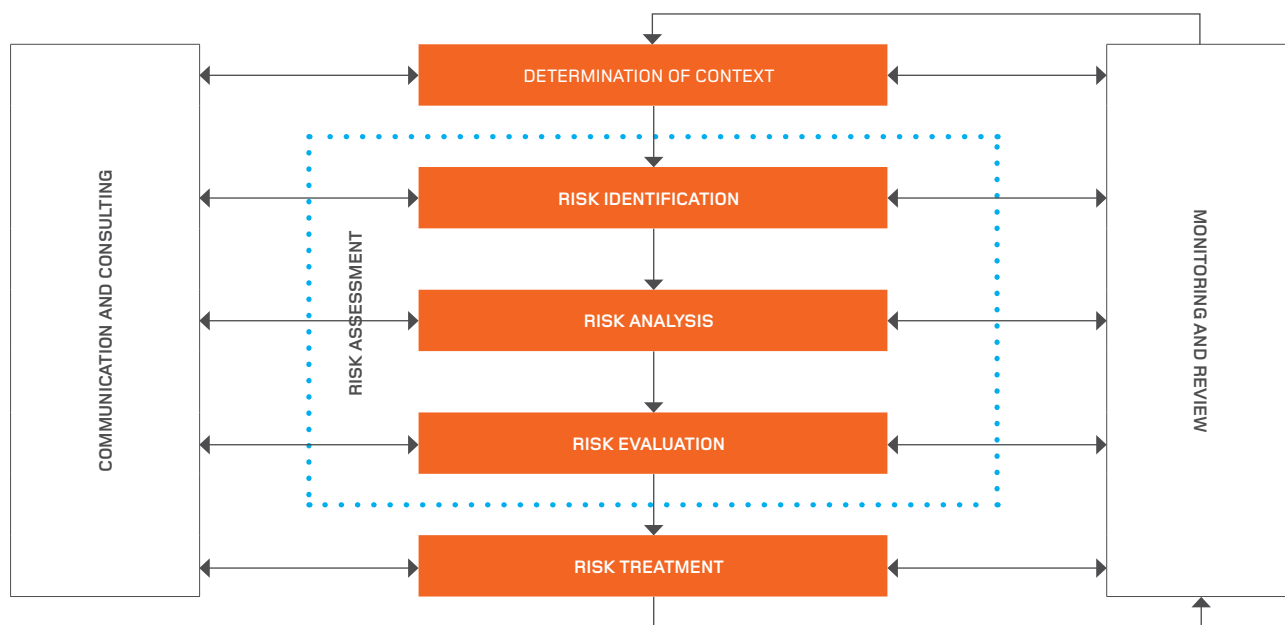 DETERMINATION OF CONTEXT
COMMUNICATION AND CONSULTING
RISK ASSESSMENT
RISK IDENTIFICATION
RISK ANALYSIS
RISK EVALUATION
RISK TREATMENT
MONITORING AND REVIEW